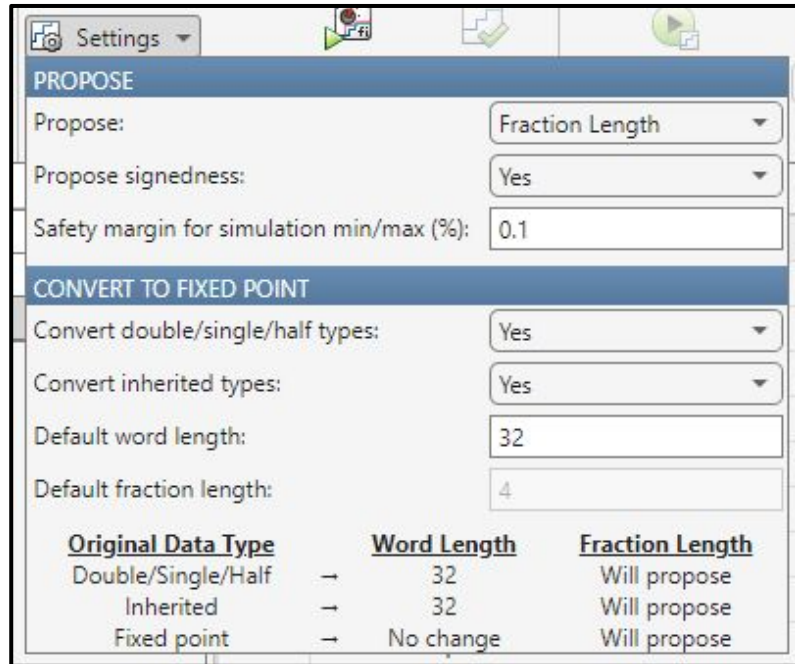 Settings
fi
PROPOSE
Propose: Fraction Length
Propose signedness: Yes
Safety margin for simulation min/max (%): 0.1
CONVERT TO FIXED POINT
Convert double/single/half types: Yes
Convert inherited types: Yes
Default word length: 32
Default fraction length: 4
Original Data Type Word Length Fraction Length
Double/Single/Half → 32 Will propose
Inherited → 32 Will propose
Fixed point → No change Will propose